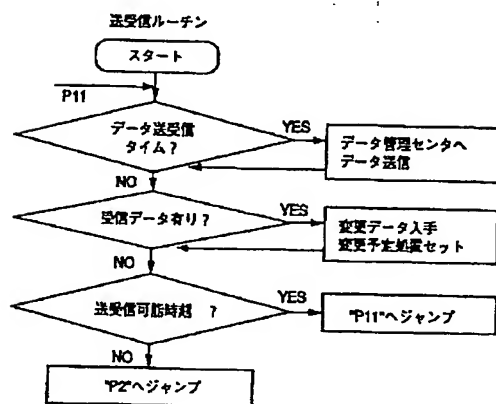 送受信ルーチン
スタート
P11
データ送受信
タイム？
YES
データ管理センタへ
データ送信
NO
受信データ有り？
YES
変更データ入手
変更予定処置セット
NO
送受信可能時 ？
YES
"P11"へジャンプ
NO
"P2"へジャンプ